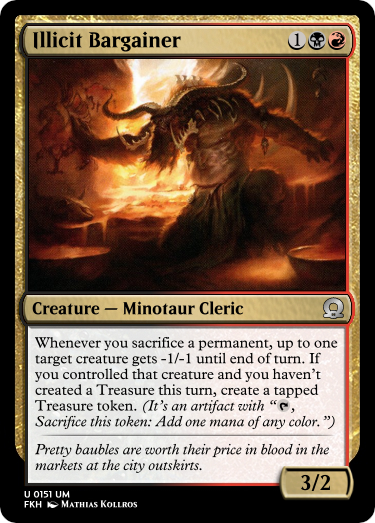 Illicit Bargainer 1
Creature — Minotaur Cleric
Whenever you sacrifice a permanent, up to one
target creature gets -1/-1 until end of turn. If
you controlled that creature and you haven't
created a Treasure this turn, create a tapped
Treasure token. (It's an artifact with “,
Sacrifice this token: Add one mana of any color.”)
Pretty baubles are worth their price in blood in the
markets at city outskirts.
3/2
U 0151 UM
FKH Mathias Kollros